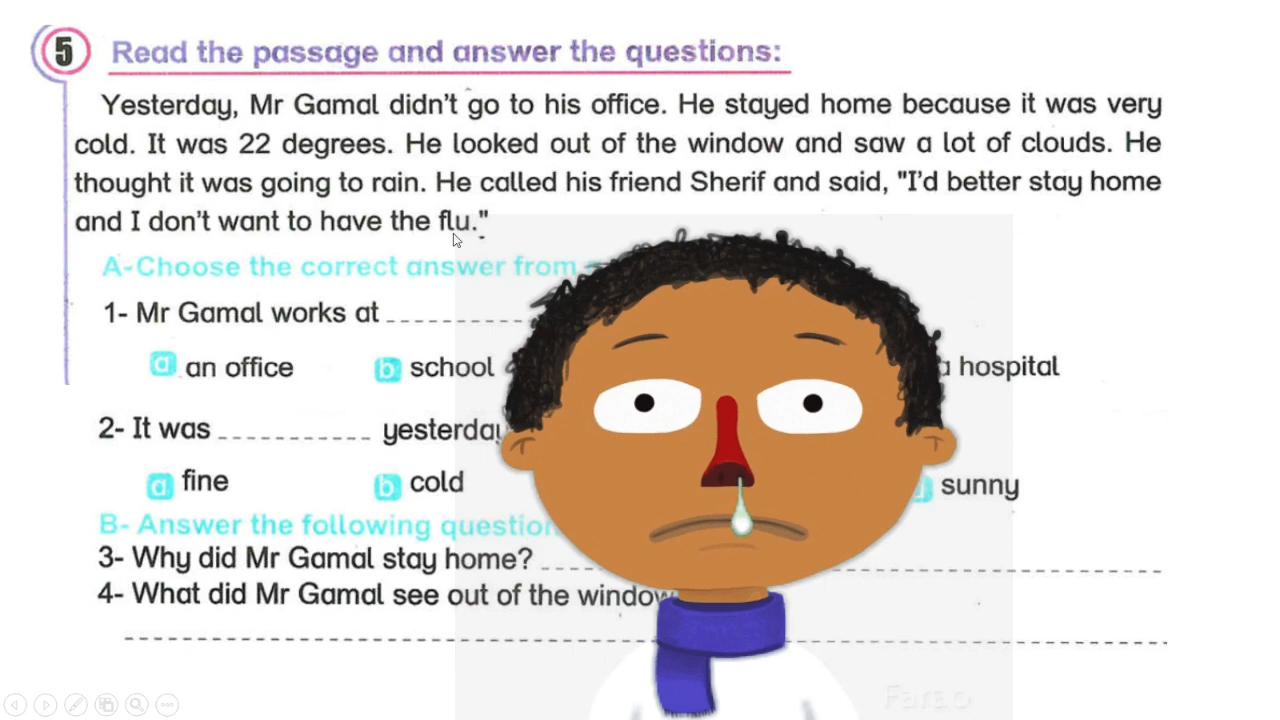 5 Read the passage and answer the questions:
Yesterday, Mr Gamal didn't go to his office. He stayed home because it was very
cold. It was 22 degrees. He looked out of the window and saw a lot of clouds. He
thought it was going to rain. He called his friend Sherif and said, "I'd better stay home
and I don't want to have the flu."
A-Choose the correct answer from
1- Mr Gamal works at ----------
a an office b school hospital
2- It was ----------- yesterday
a fine b cold sunny
B- Answer the following question
3- Why did Mr Gamal stay home?
4- What did Mr Gamal see out of the window
Farao